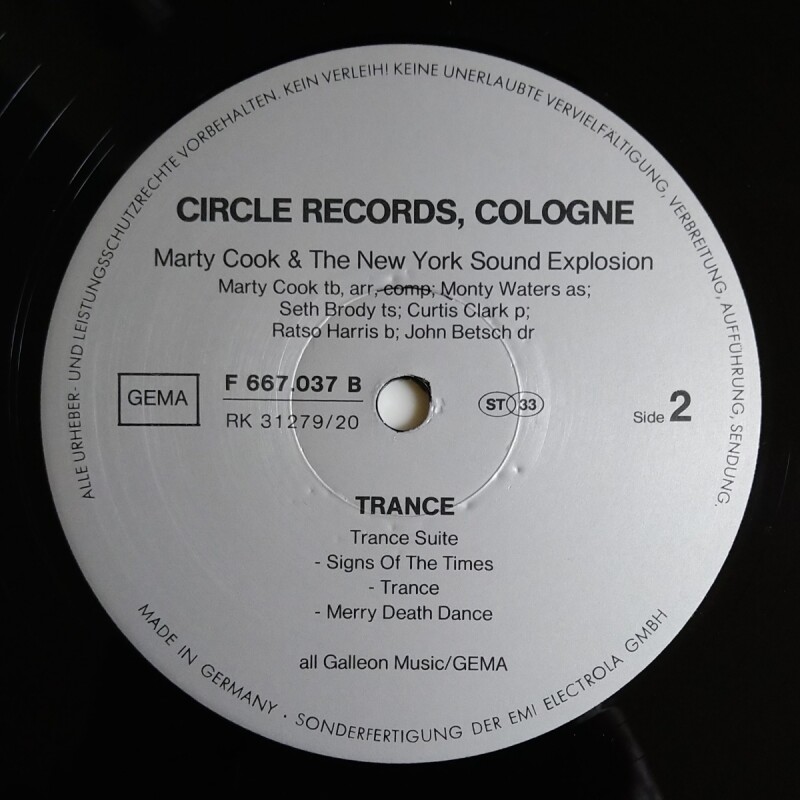 ALLE URHEBER- UND LEISTUNGSSCHUTZRECHTE VORBEHALTEN. KEIN VERLEIH! KEINE UNERLAUBTE VERVIELFÄLTIGUNG, VERBREITUNG, AUFFÜHRUNG, SENDUNG.
CIRCLE RECORDS, COLOGNE
Marty Cook & The New York Sound Explosion
Marty Cook tb, arr, comp; Monty Waters as;
Seth Brody ts; Curtis Clark p;
Ratso Harris b; John Betsch dr
GEMA
F 667.037 B
RK 31279/20
ST 33
Side 2
TRANCE
Trance Suite
- Signs Of The Times
- Trance
- Merry Death Dance
all Galleon Music/GEMA
MADE IN GERMANY · SONDERFERTIGUNG DER EMI ELECTROLA GMBH